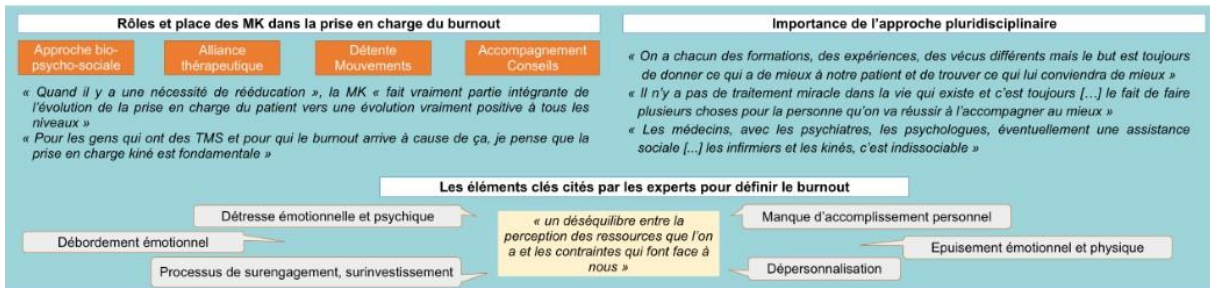 Rôles et place des MK dans la prise en charge du burnout
Approche bio-
psycho-sociale
Alliance
thérapeutique
Détente
Mouvements
Accompagnement
Conseils
« Quand il y a une nécessité de rééducation », la MK « fait vraiment partie intégrante de
l’évolution de la prise en charge du patient vers une évolution vraiment positive à tous les
niveaux »
« Pour les gens qui ont des TMS et pour qui le burnout arrive à cause de ça, je pense que la
prise en charge kiné est fondamentale »
Importance de l’approche pluridisciplinaire
« On a chacun des formations, des expériences, des vécus différents mais le but est toujours
de donner ce qui a de mieux à notre patient et de trouver ce qui lui conviendra de mieux »
« Il n’y a pas de traitement miracle dans la vie qui existe et c’est toujours […] le fait de faire
plusieurs choses pour la personne qu’on va réussir à l’accompagner au mieux »
« Les médecins, avec les psychiatres, les psychologues, éventuellement une assistance
sociale [...] les infirmiers et les kinés, c’est indissociable »
Les éléments clés cités par les experts pour définir le burnout
Détresse émotionnelle et psychique
Débordement émotionnel
Processus de surengagement, surinvestissement
« un déséquilibre entre la
perception des ressources que l’on
a et les contraintes qui font face à
nous »
Manque d’accomplissement personnel
Epuisement émotionnel et physique
Dépersonnalisation